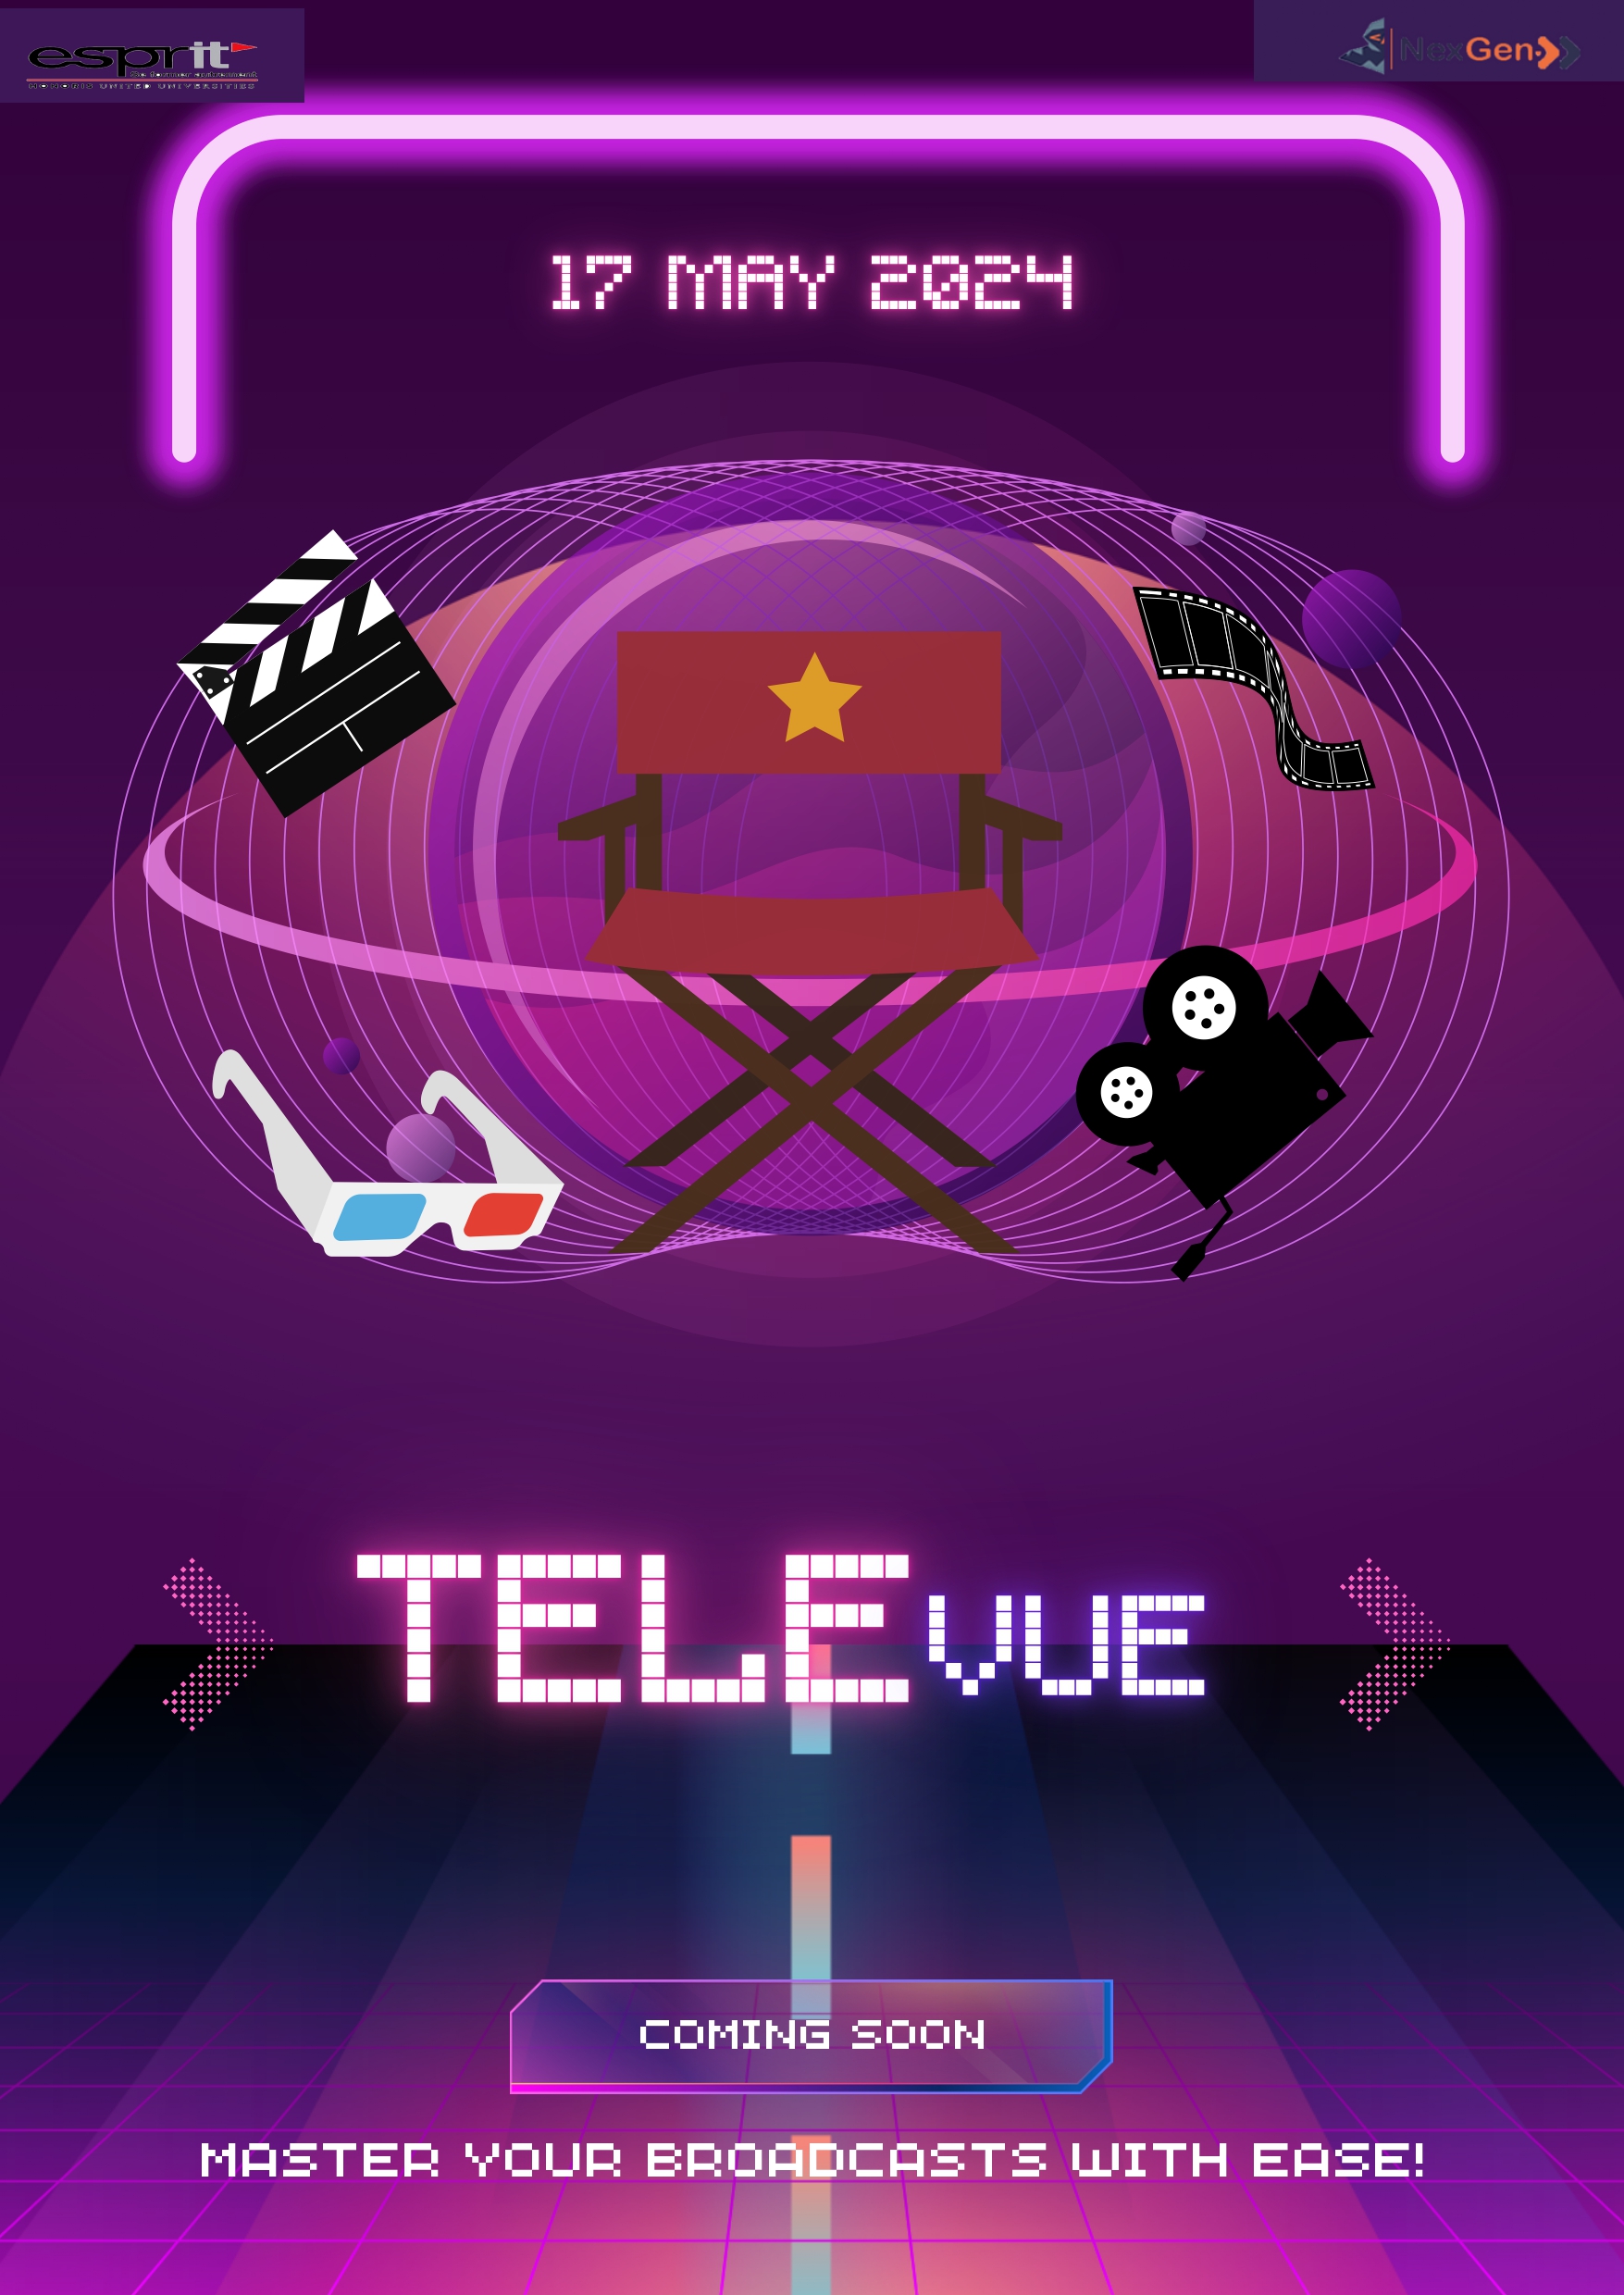 esprit
Se former autrement
HONORIS UNITED UNIVERSITIES
NexGen
17 MAY 2024
TELEVUE
COMING SOON
MASTER YOUR BROADCASTS WITH EASE!